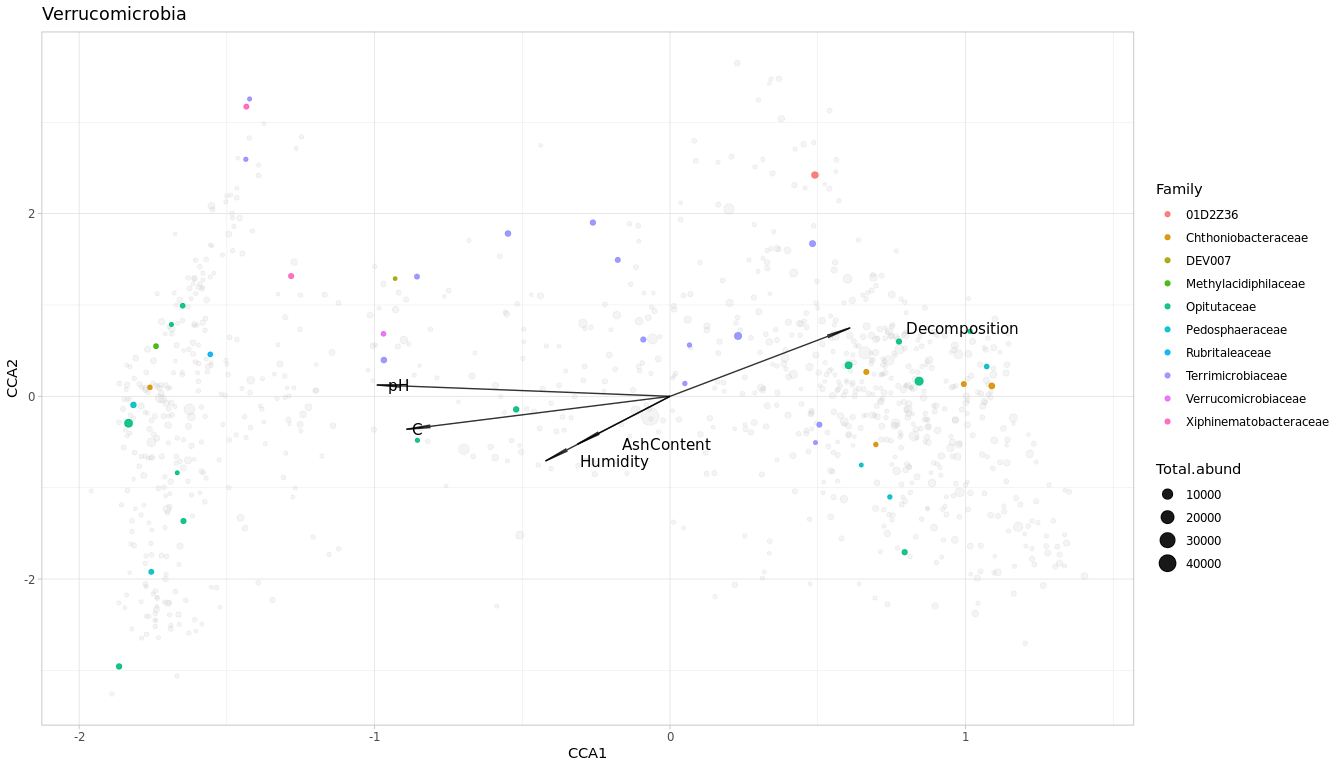 Verrucomicrobia
CCA2
2
0
-2
Decomposition
pH
C
AshContent
Humidity
-2
-1
0
1
CCA1
Family
01D2Z36
Chthoniobacteraceae
DEV007
Methylacidiphilaceae
Opitutaceae
Pedosphaeraceae
Rubritaleaceae
Terrimicrobiaceae
Verrucomicrobiaceae
Xiphinematobacteraceae
Total.abund
10000
20000
30000
40000